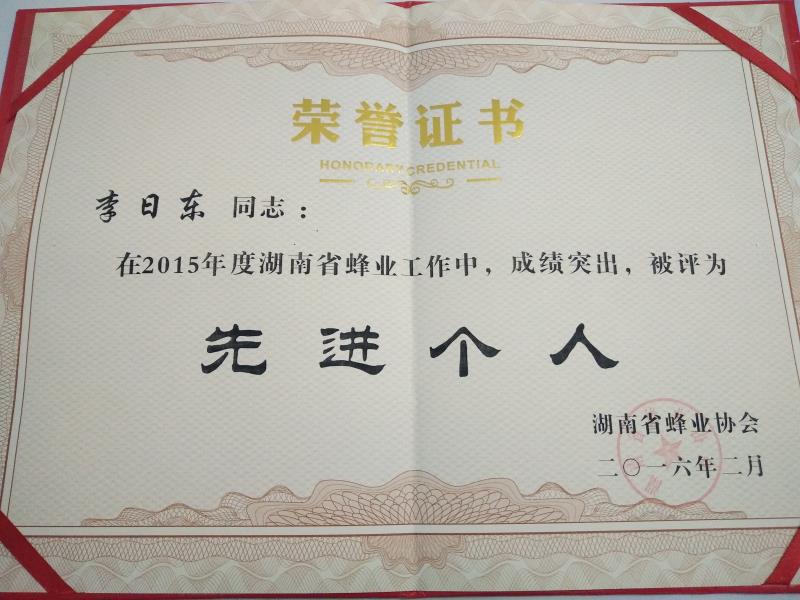 荣誉证书
HONORARY CREDENTIAL
李日东 同志：
在2015年度湖南省蜂业工作中，成绩突出，被评为
先进个人
湖南省蜂业协会
二〇一六年二月